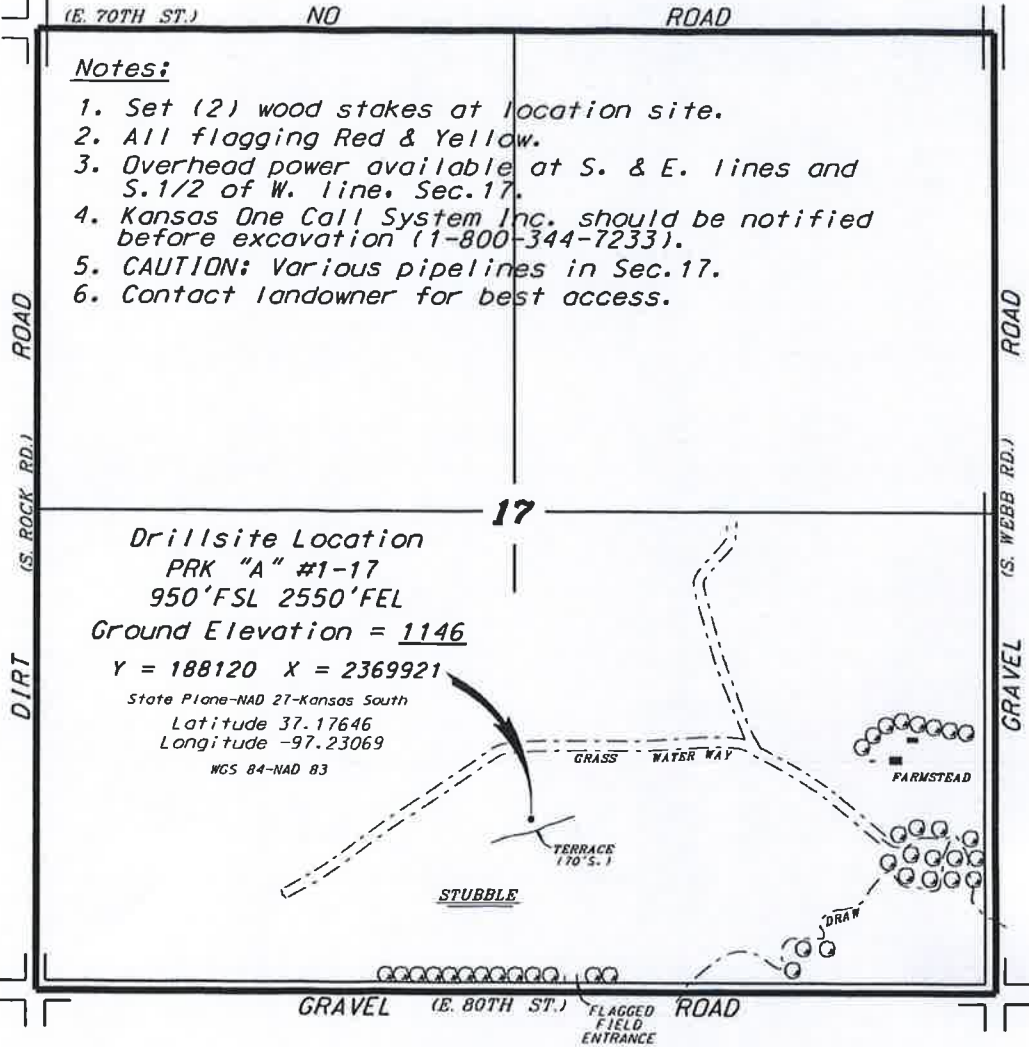 (E. 70TH ST.) NO ROAD
Notes:
1. Set (2) wood stakes at location site.
2. All flagging Red & Yellow.
3. Overhead power available at S. & E. lines and
S.1/2 of W. line. Sec.17.
4. Kansas One Call System Inc. should be notified
before excavation (1-800-344-7233).
5. CAUTION: Various pipelines in Sec.17.
6. Contact landowner for best access.
DIRT (S. ROCK RD.) ROAD
GRAVEL (S. WEBB RD.) ROAD
17
Drillsite Location
PRK "A" #1-17
950'FSL 2550'FEL
Ground Elevation = 1146
Y = 188120 X = 2369921
State Plane-NAD 27-Kansas South
Latitude 37.17646
Longitude -97.23069
WGS 84-NAD 83
GRASS WATER WAY
FARMSTEAD
TERRACE
(70'S.)
STUBBLE
DRAW
GRAVEL (E. 80TH ST.) ROAD
FLAGGED
FIELD
ENTRANCE